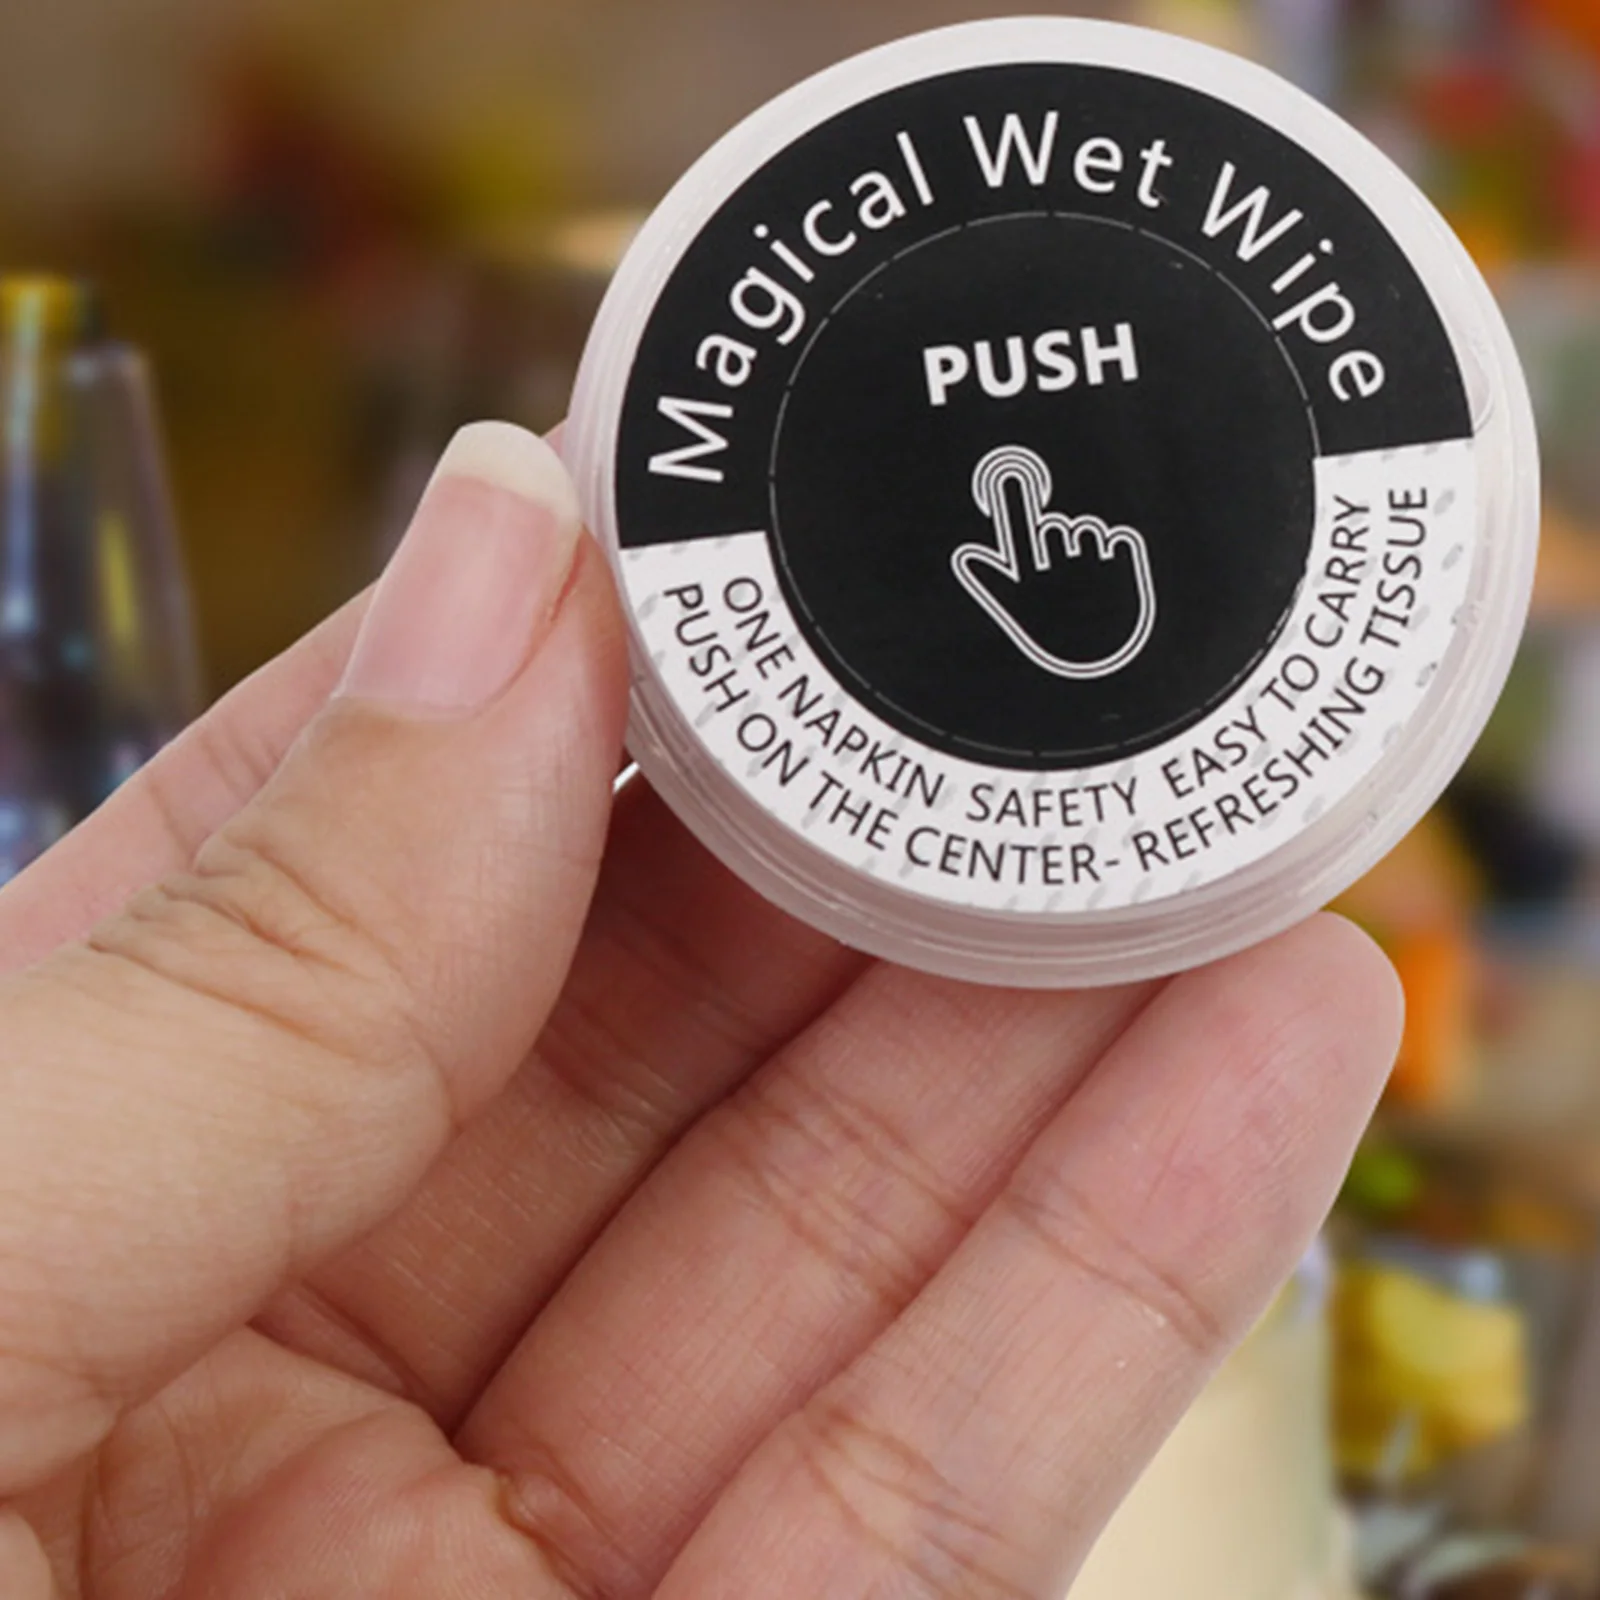 Magical Wet Wipe
PUSH
ONE NAPKIN SAFETY EASY TO CARRY
PUSH ON THE CENTER- REFRESHING TISSUE